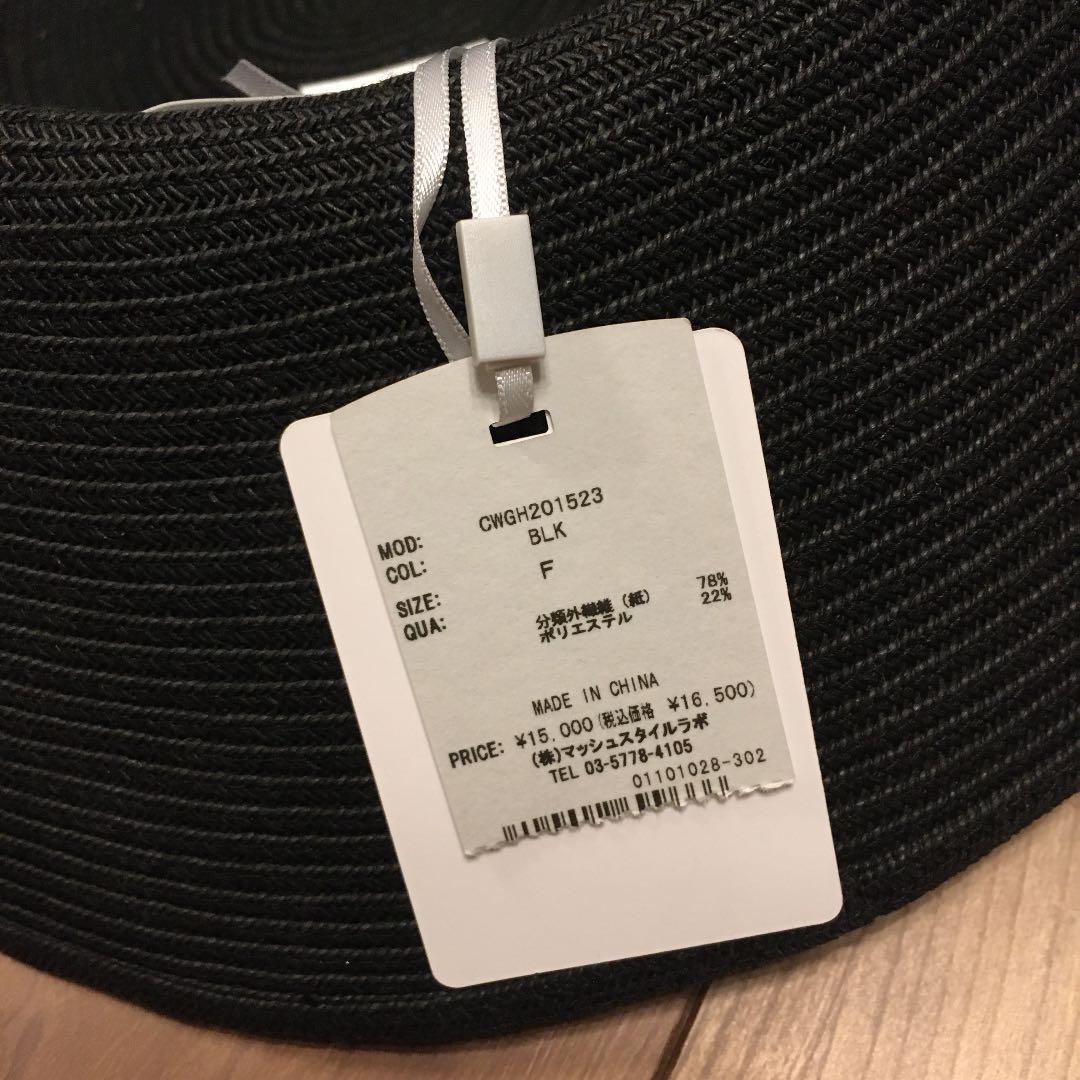 MOD: CWGH201523
COL: BLK
SIZE: F
QUA: 分類外繊維 (紙) 78%
ポリエステル 22%
MADE IN CHINA
PRICE: ¥15,000 (税込価格 ¥16,500)
(株)マッシュスタイルラボ
TEL 03-5778-4105
01101028-302